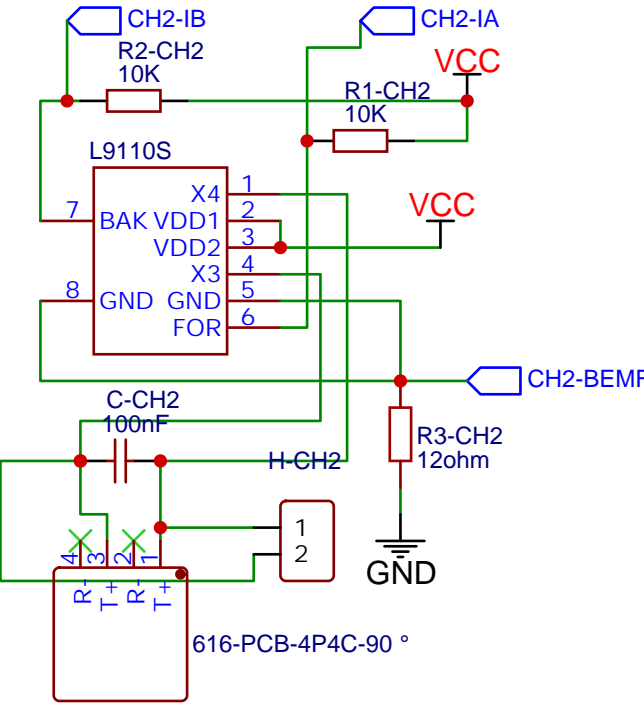 CH2-IB
CH2-IA
R2-CH2
10K
VCC
R1-CH2
10K
L9110S
X4
1
7
BAK
VDD1
2
VCC
VDD2
3
X3
4
8
GND
GND
5
FOR
6
CH2-BEMF
C-CH2
100nF
R3-CH2
12ohm
H-CH2
1
2
GND
4
3
2
1
R-
T+
R-
T+
616-PCB-4P4C-90 °